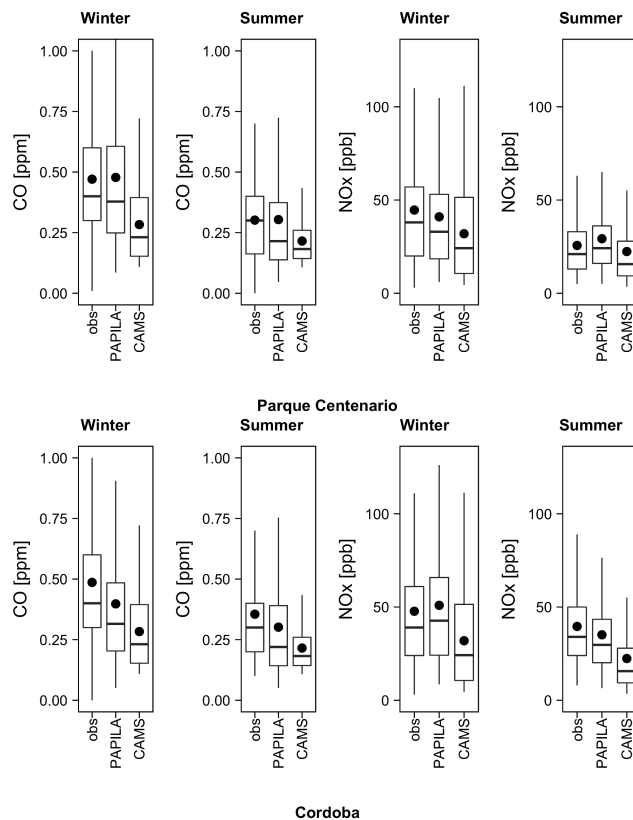 Winter
Summer
Winter
Summer
CO [ppm]
1.00
0.75
0.50
0.25
0.00
obs
PAPILA
CAMS
CO [ppm]
1.00
0.75
0.50
0.25
0.00
obs
PAPILA
CAMS
NOx [ppb]
100
50
0
obs
PAPILA
CAMS
NOx [ppb]
100
50
0
obs
PAPILA
CAMS
Parque Centenario
Winter
Summer
Winter
Summer
CO [ppm]
1.00
0.75
0.50
0.25
0.00
obs
PAPILA
CAMS
CO [ppm]
1.00
0.75
0.50
0.25
0.00
obs
PAPILA
CAMS
NOx [ppb]
100
50
0
obs
PAPILA
CAMS
NOx [ppb]
100
50
0
obs
PAPILA
CAMS
Cordoba